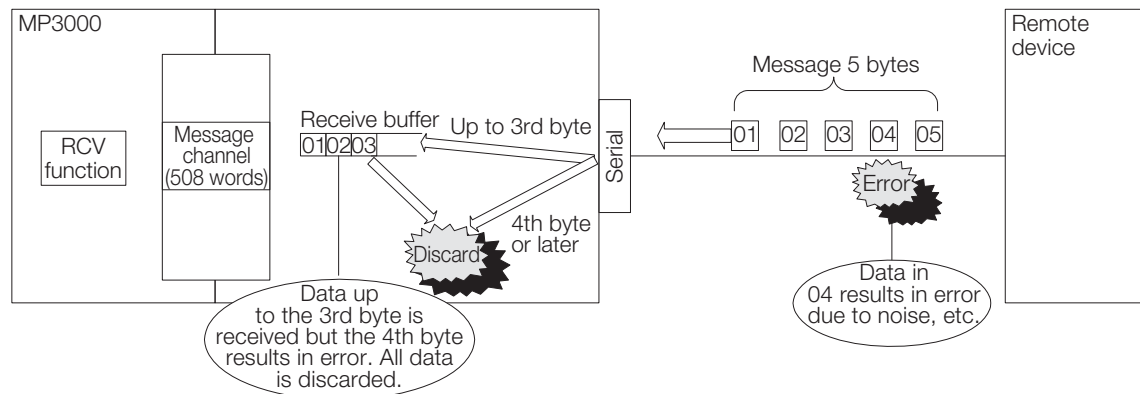 MP3000
RCV
function
Message
channel
(508 words)
Receive buffer
01 02 03
Up to 3rd byte
4th byte
or later
Discard
Data up
to the 3rd byte is
received but the 4th byte
results in error. All data
is discarded.
Serial
Message 5 bytes
01 02 03 04 05
Error
Data in
04 results in error
due to noise, etc.
Remote
device